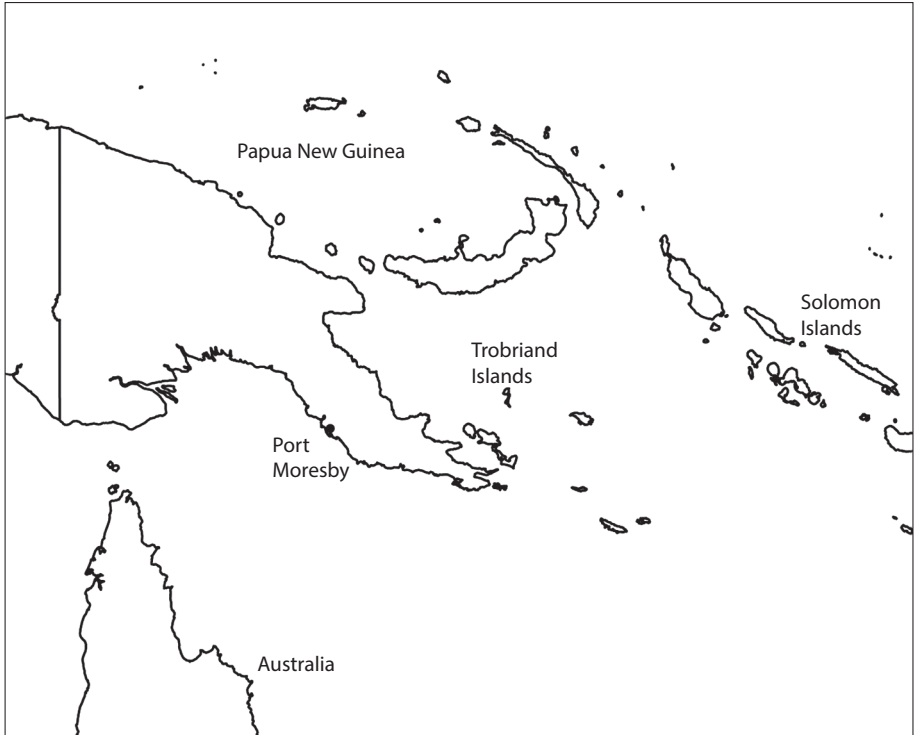 Papua New Guinea
Solomon
Islands
Trobriand
Islands
Port
Moresby
Australia